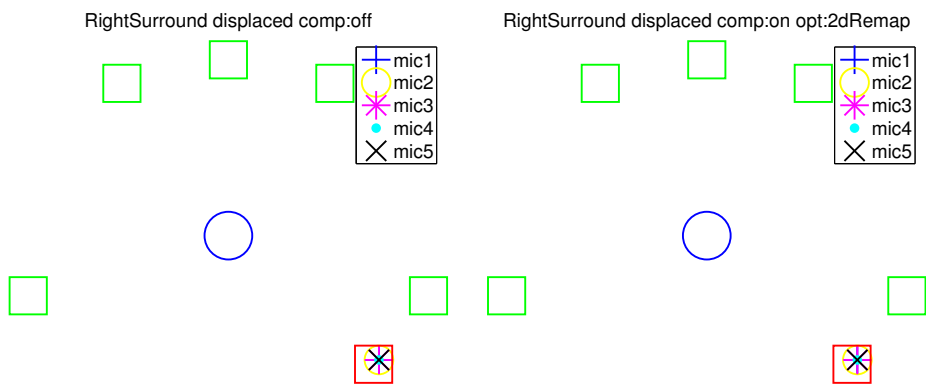 RightSurround displaced comp:off
mic1
mic2
mic3
mic4
mic5
RightSurround displaced comp:on opt:2dRemap
mic1
mic2
mic3
mic4
mic5